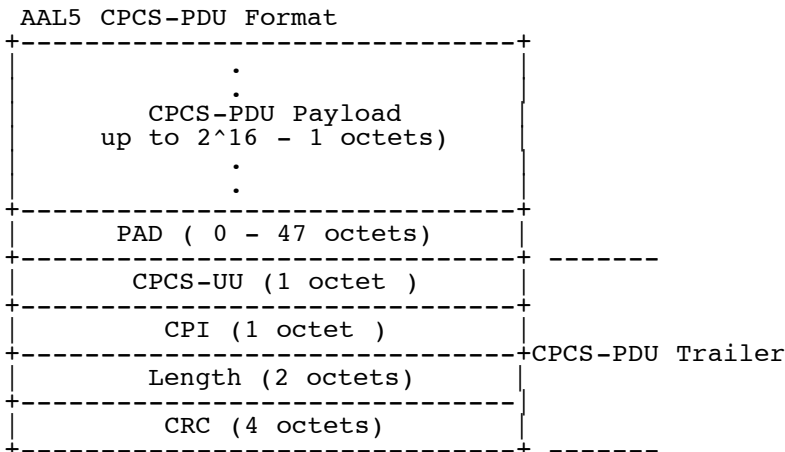 AAL5 CPCS-PDU Format
.
.
CPCS-PDU Payload
up to 2^16 - 1 octets)
.
.
PAD ( 0 - 47 octets)
CPCS-UU (1 octet )
CPI (1 octet )
CPCS-PDU Trailer
Length (2 octets)
CRC (4 octets)